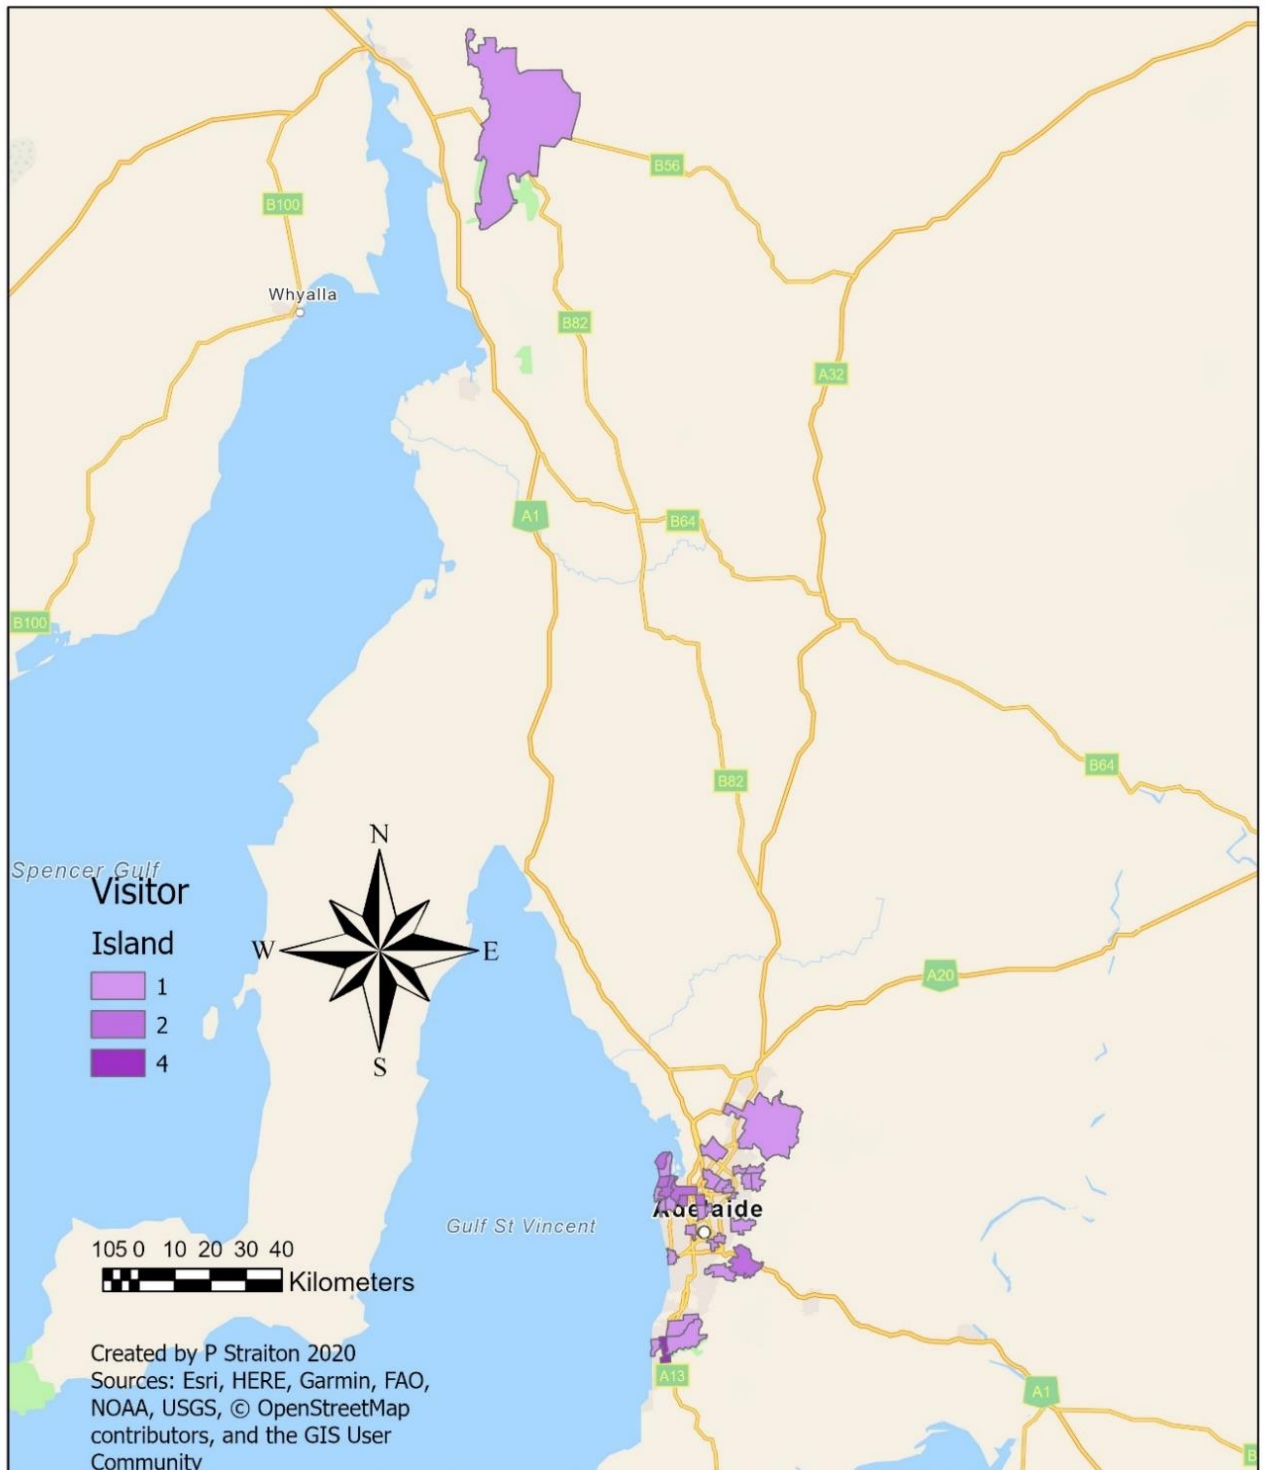 B56
B100
Whyalla
B82
A32
A1
B64
B100
B82
B64
N
Spencer Gulf
Visitor
Island
W
E
1
A20
2
4
S
Adelaide
Gulf St Vincent
105 0 10 20 30 40
Kilometers
Created by P Straiton 2020
Sources: Esri, HERE, Garmin, FAO,
NOAA, USGS, © OpenStreetMap
contributors, and the GIS User
Community
A13
A1
B